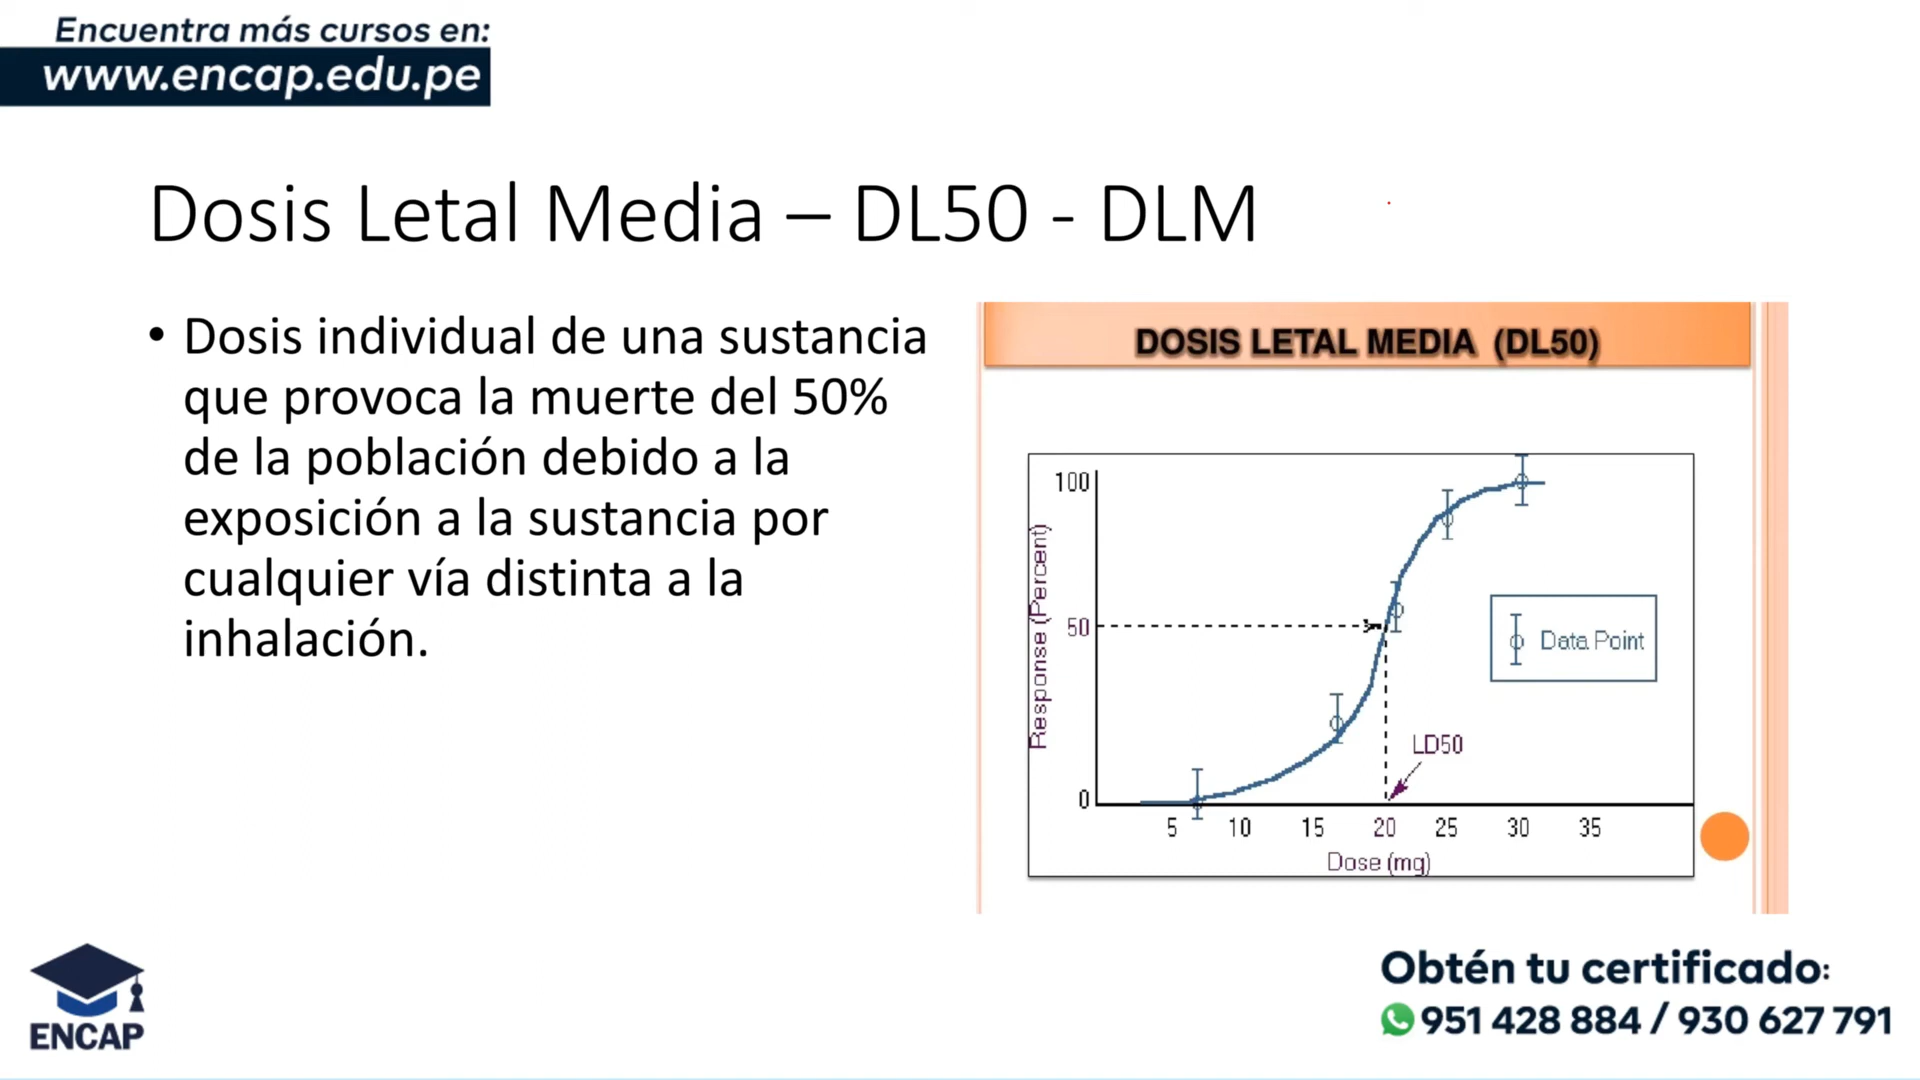 Encuentra más cursos en:
www.encap.edu.pe
Dosis Letal Media – DL50 - DLM
• Dosis individual de una sustancia
que provoca la muerte del 50%
de la población debido a la
exposición a la sustancia por
cualquier vía distinta a la
inhalación.
DOSIS LETAL MEDIA (DL50)
100
50
0
Response (Percent)
Data Point
LD50
5 10 15 20 25 30 35
Dose (mg)
ENCAP
Obtén tu certificado:
951 428 884 / 930 627 791